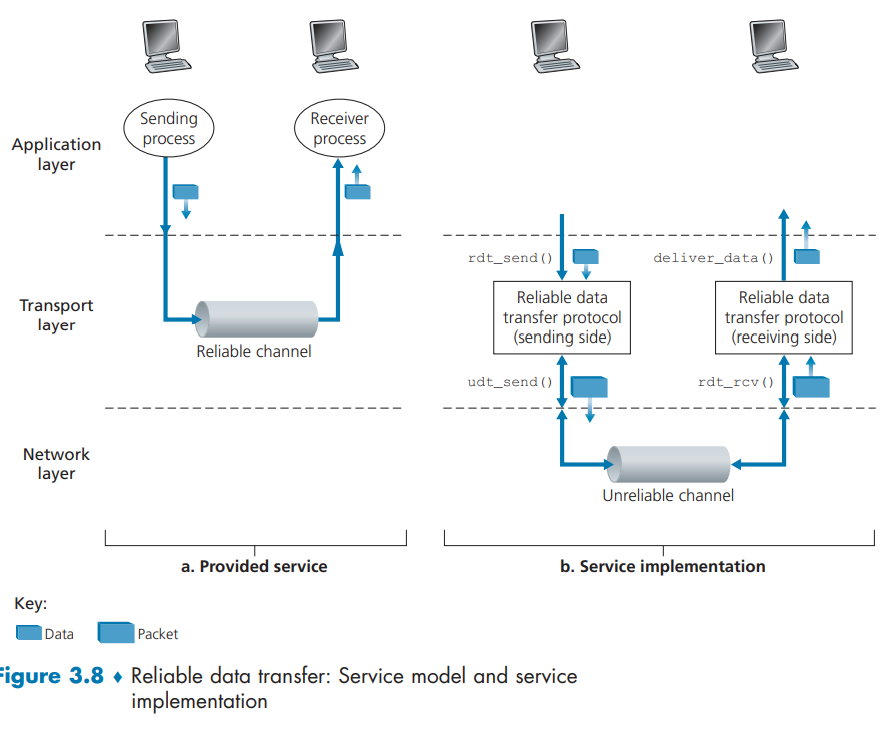 Sending
process
Receiver
process
Application
layer
rdt_send()
deliver_data()
Transport
layer
Reliable channel
Reliable data
transfer protocol
(sending side)
Reliable data
transfer protocol
(receiving side)
udt_send()
rdt_rcv()
Network
layer
Unreliable channel
a. Provided service
b. Service implementation
Key:
Data
Packet
Figure 3.8 ♦ Reliable data transfer: Service model and service
implementation